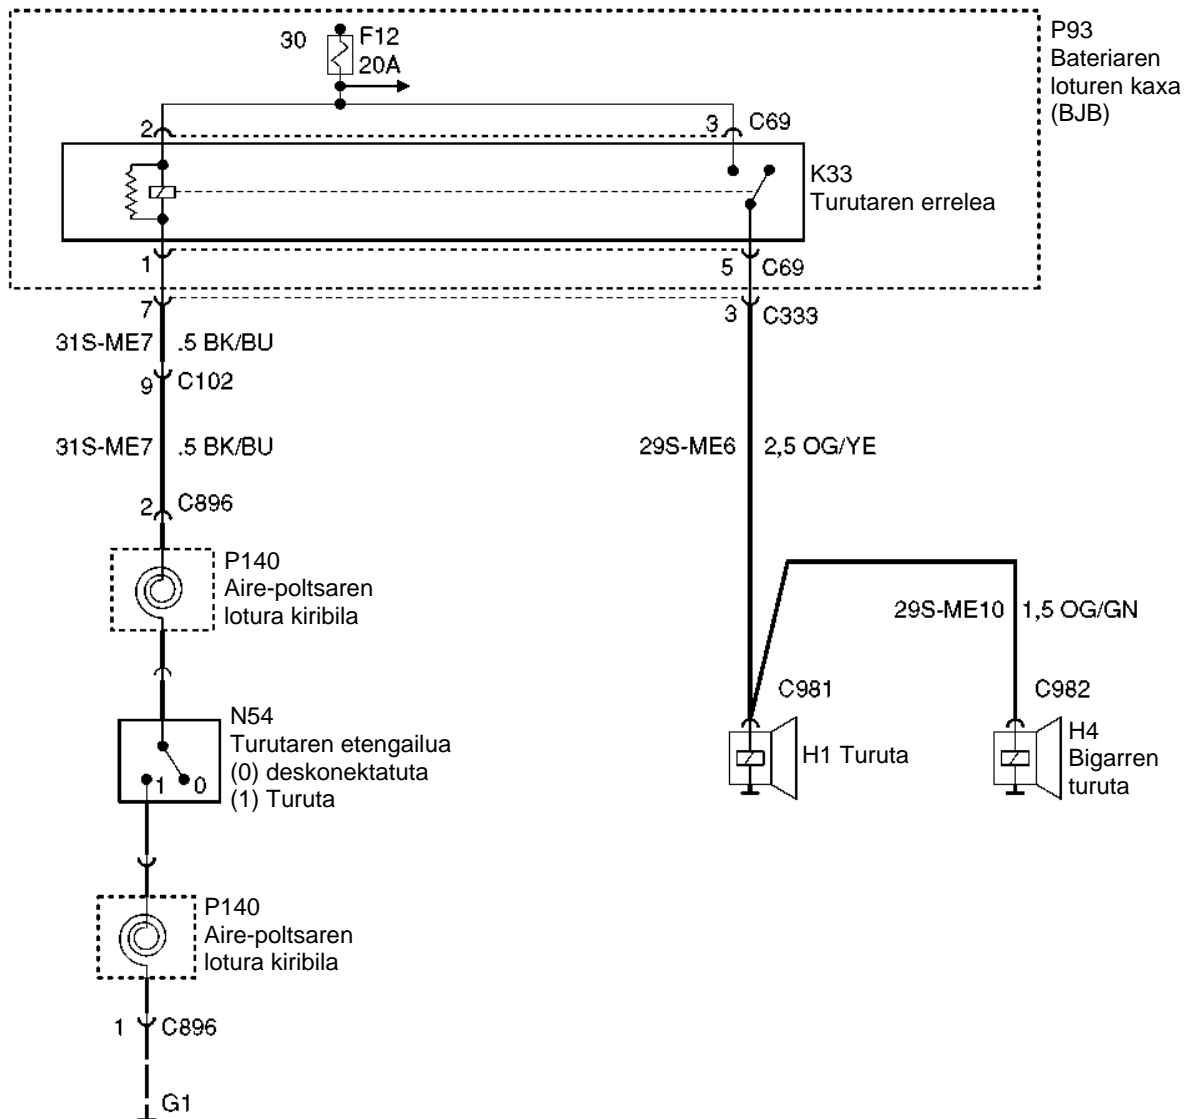 30
F12
20A
P93
Bateriaren
loturen kaxa
(BJB)
2
3
C69
K33
Turutaren errelea
1
5
C69
7
3
C333
31S-ME7
.5 BK/BU
9
C102
31S-ME7
.5 BK/BU
29S-ME6
2,5 OG/YE
2
C896
P140
Aire-poltsaren
lotura kiribila
29S-ME10
1,5 OG/GN
C981
C982
N54
Turutaren etengailua
(0) deskonektatuta
(1) Turuta
1
0
H1 Turuta
H4
Bigarren
turuta
P140
Aire-poltsaren
lotura kiribila
1
C896
G1